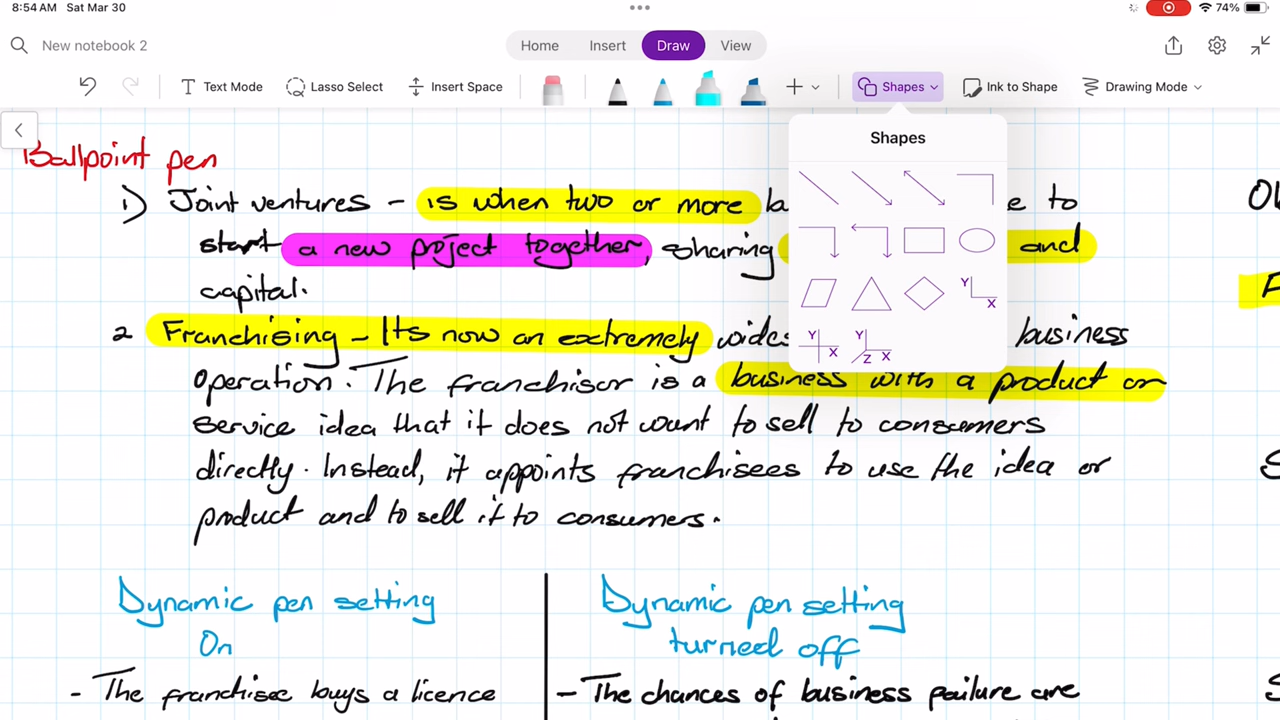 8:54 AM Sat Mar 30
74%
New notebook 2
Home Insert Draw View
Text Mode Lasso Select Insert Space Shapes Ink to Shape Drawing Mode
Shapes
Y X
Y X
Y Z X
Ballpoint pen
1) Joint ventures - is when two or more to
start a new project together, sharing and
capital.
2 Franchising - Its now an extremely business
operation. The franchisor is a business with a product or
service idea that it does not want to sell to consumers
directly. Instead, it appoints franchisees to use the idea or
product and to sell it to consumers.
Dynamic pen setting
On
- The franchisee buys a licence
Dynamic pen setting
turned off
- The chances of business failure are